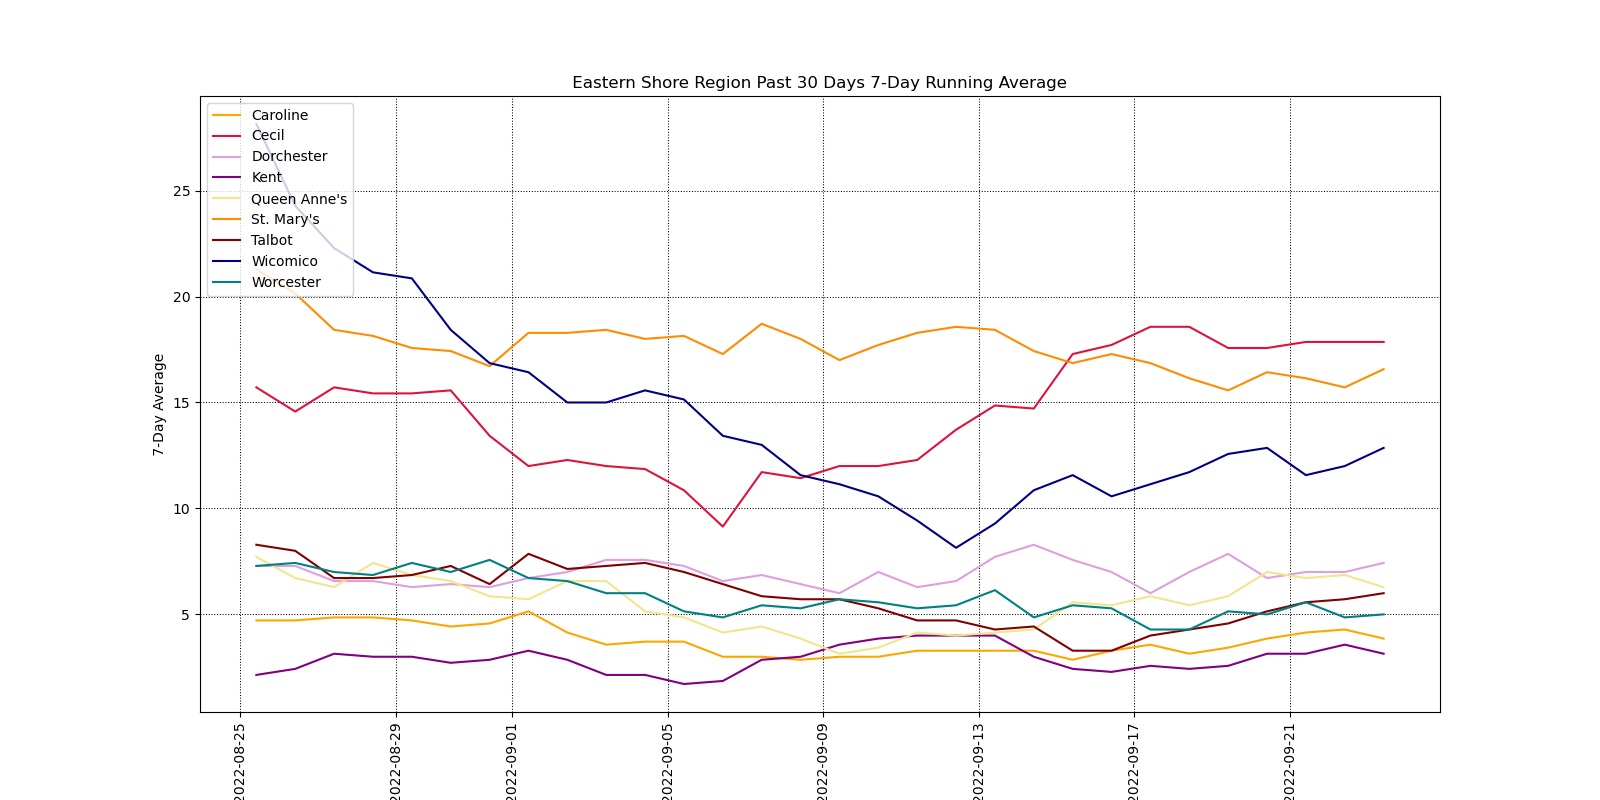 Eastern Shore Region Past 30 Days 7-Day Running Average
Caroline
Cecil
Dorchester
Kent
Queen Anne's
St. Mary's
Talbot
Wicomico
Worcester
7-Day Average
25
20
15
10
5
2022-08-25
2022-08-29
2022-09-01
2022-09-05
2022-09-09
2022-09-13
2022-09-17
2022-09-21